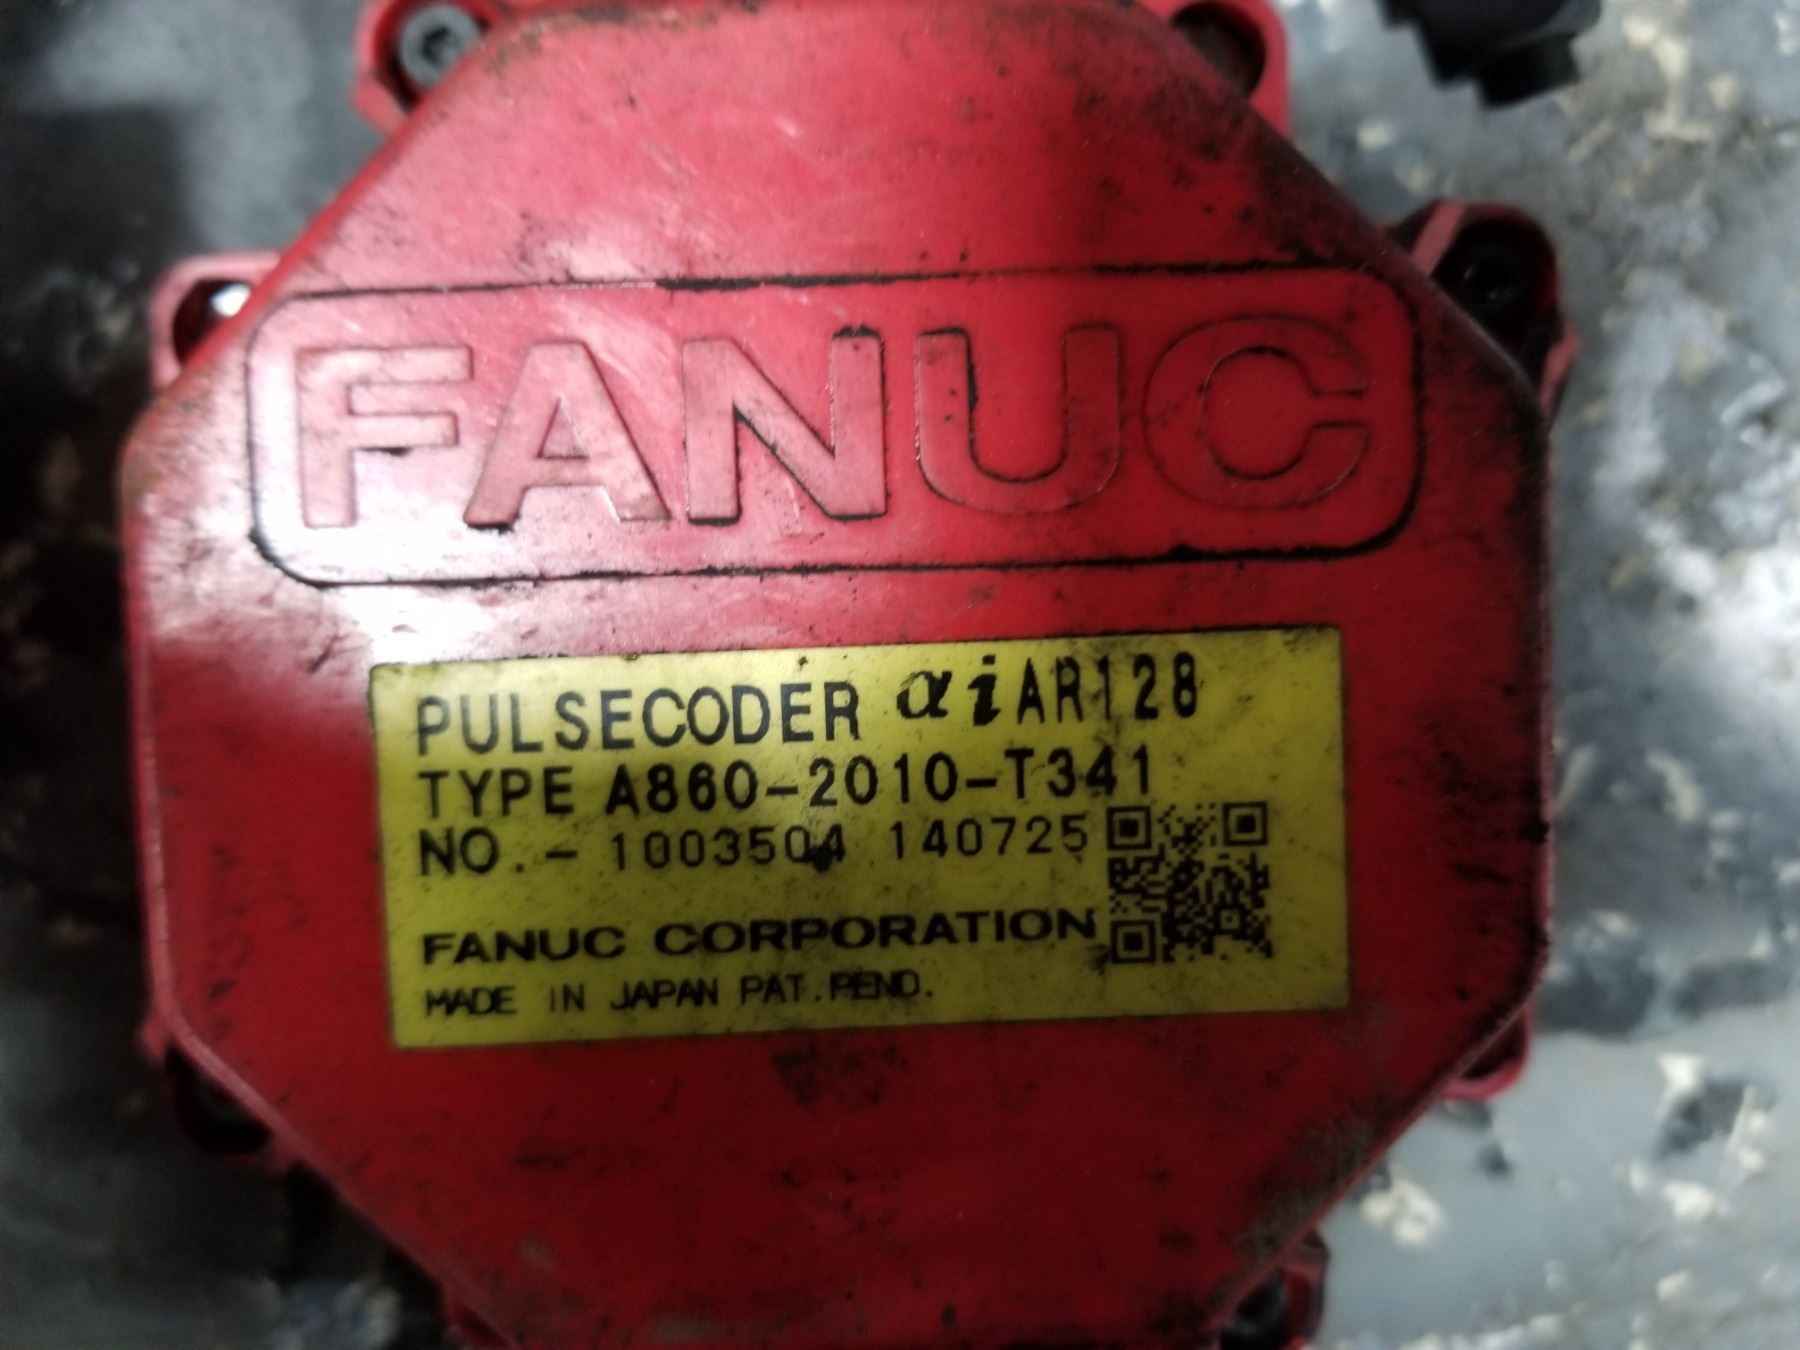 FANUC
PULSECODER αiAR128
TYPE A860-2010-T341
NO.- 1003504 140725
FANUC CORPORATION
MADE IN JAPAN PAT.PEND.